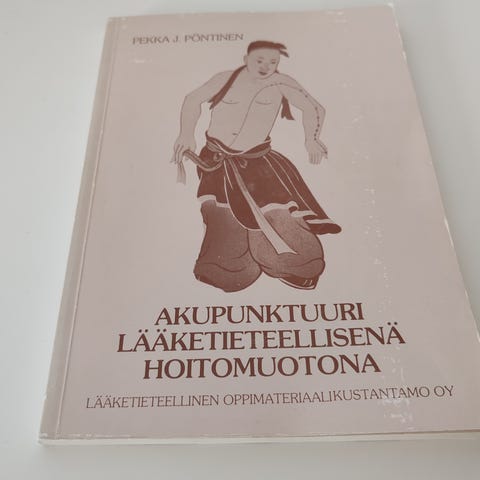 PEKKA J. PÖNTINEN
AKUPUNKTUURI
LÄÄKETIETEELLISENÄ
HOITOMUOTONA
LÄÄKETIETEELLINEN OPPIMATERIAALIKUSTANTAMO OY